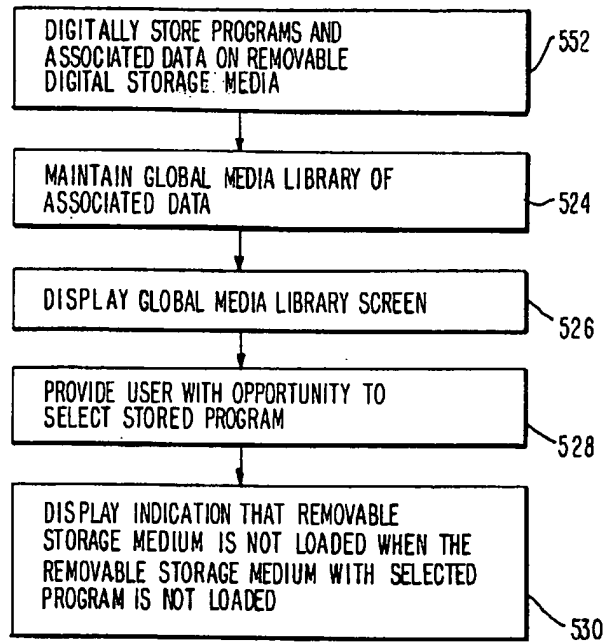 DIGITALLY STORE PROGRAMS AND
ASSOCIATED DATA ON REMOVABLE
DIGITAL STORAGE MEDIA
552
MAINTAIN GLOBAL MEDIA LIBRARY OF
ASSOCIATED DATA
524
DISPLAY GLOBAL MEDIA LIBRARY SCREEN
526
PROVIDE USER WITH OPPORTUNITY TO
SELECT STORED PROGRAM
528
DISPLAY INDICATION THAT REMOVABLE
STORAGE MEDIUM IS NOT LOADED WHEN THE
REMOVABLE STORAGE MEDIUM WITH SELECTED
PROGRAM IS NOT LOADED
530